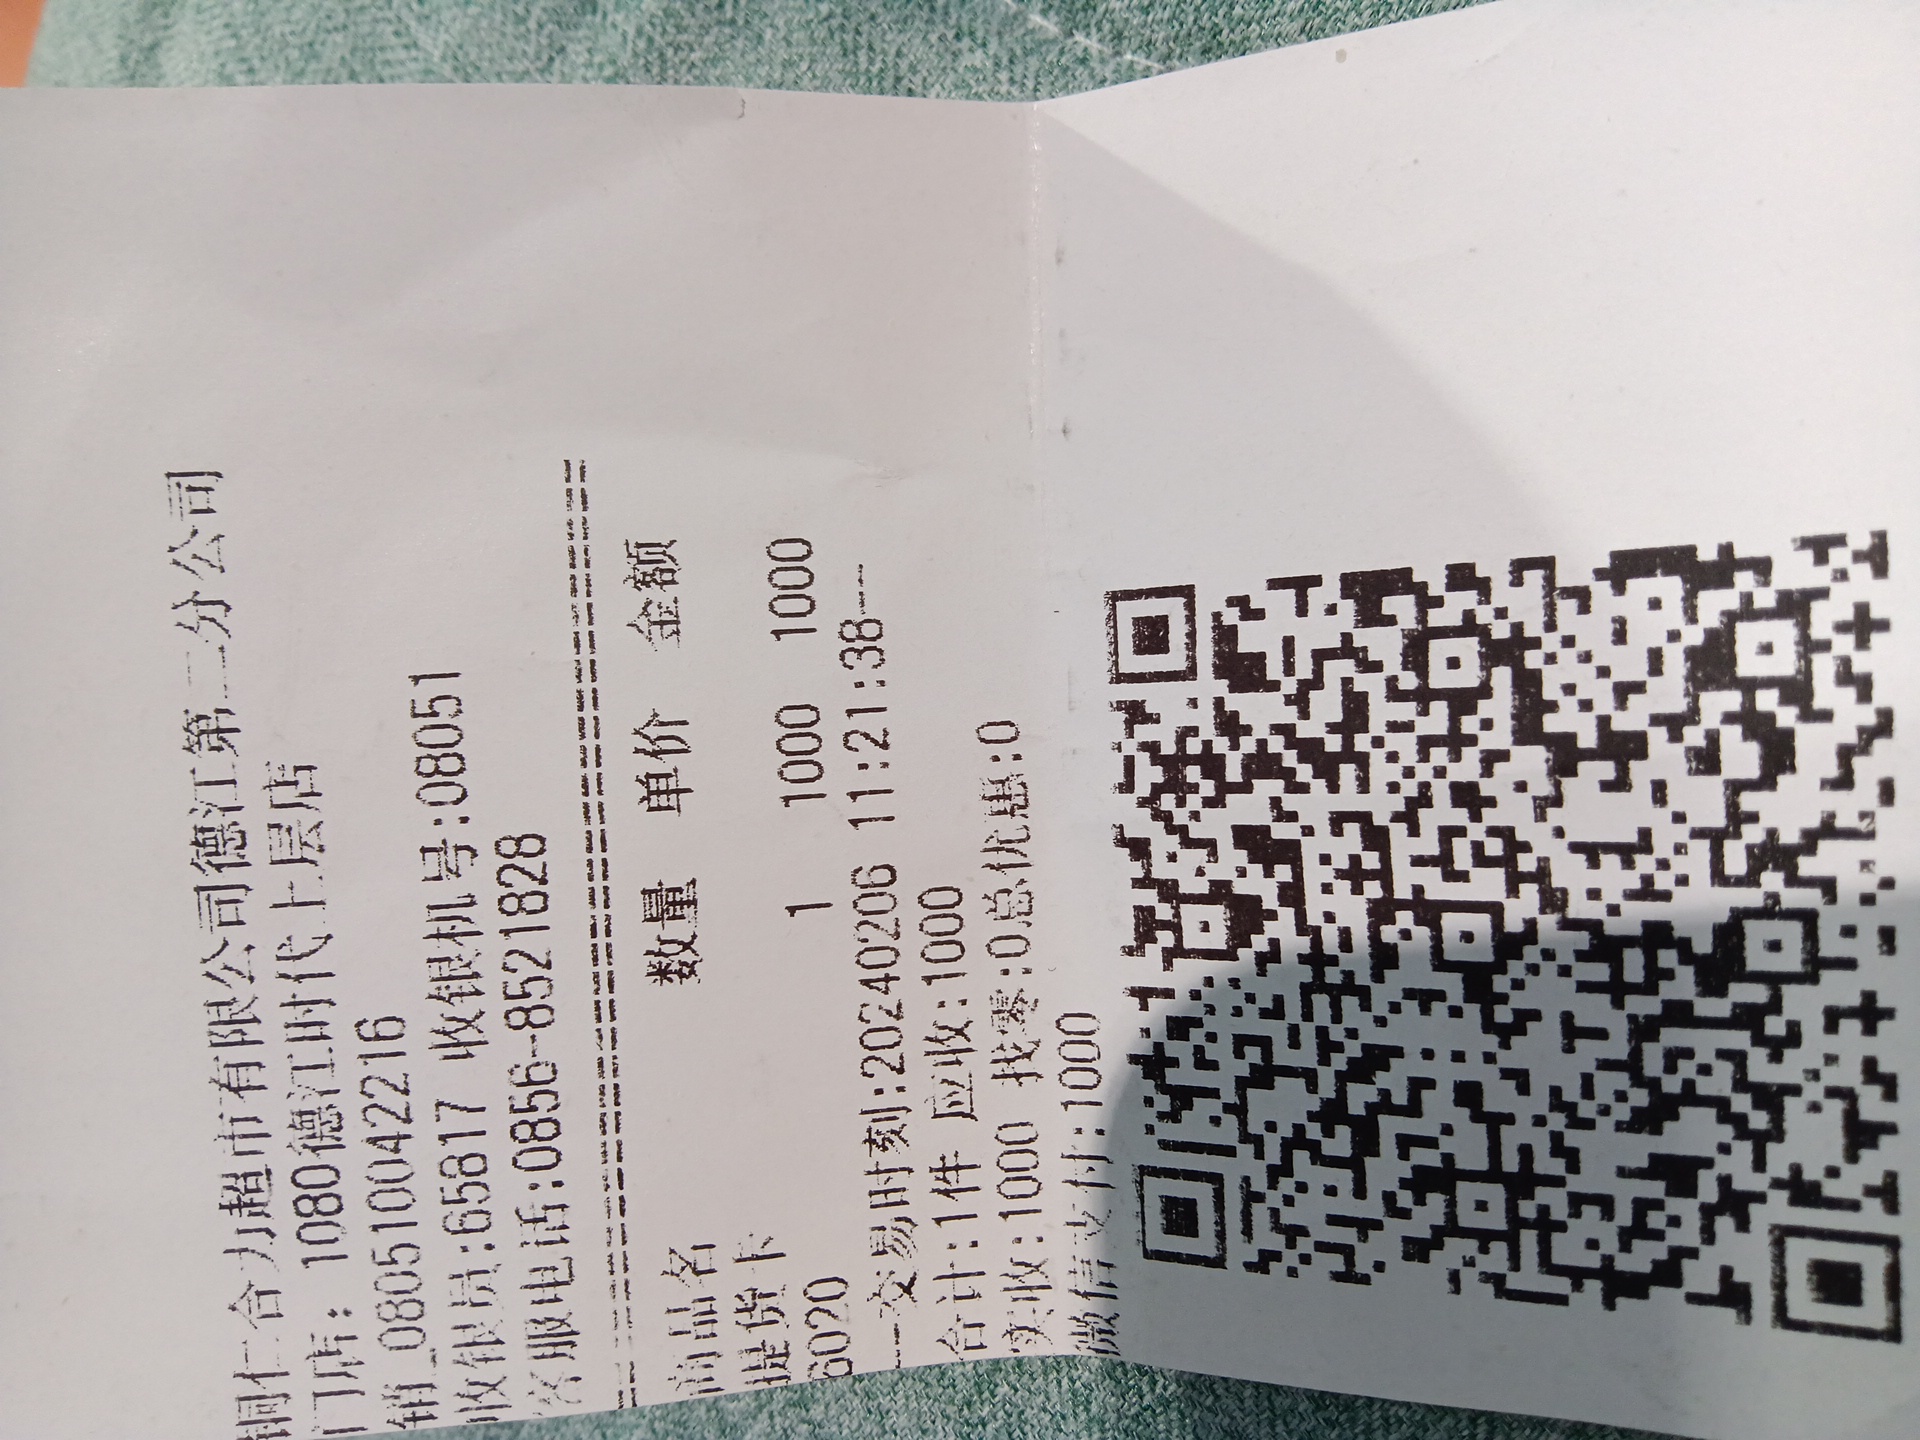 铜仁合力超市有限公司德江第二分公司
门店: 1080德江时代上层店
销_080510042216
收银员:65817 收银机号:08051
客服电话:0856-8521828
商品名 数量 单价 金额
提货卡
6020 1 1000 1000
---交易时刻:20240206 11:21:38---
合计:1件 应收:1000
实收:1000 找零:0总优惠:0
微信支付:1000